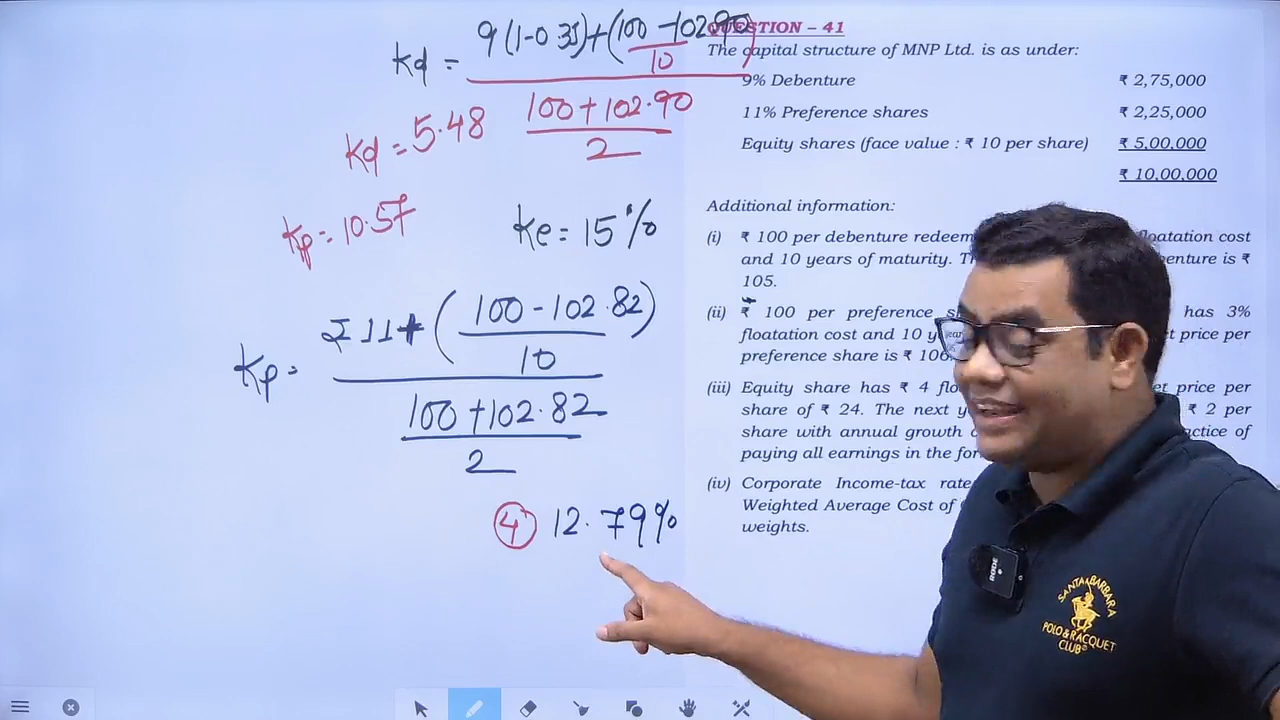 Kd = 9(1-0.35)+(100-102.90/10)
100+102.90
2
Kd = 5.48
Kp = 10.57
Ke = 15%
Kp = ₹11+(100-102.82/10)
100+102.82
2
4 12.79%
QUESTION – 41
The capital structure of MNP Ltd. is as under:
9% Debenture ₹ 2,75,000
11% Preference shares ₹ 2,25,000
Equity shares (face value : ₹ 10 per share) ₹ 5,00,000
₹ 10,00,000
Additional information:
(i) ₹ 100 per debenture floatation cost
and 10 years of maturity. is ₹
105.
(ii) ₹ 100 per preference has 3%
floatation cost and 10 price per
preference share is ₹
(iii) Equity share has ₹ 4 price per
share of ₹ 24. The next ₹ 2 per
share with annual growth of
paying all earnings in the
(iv) Corporate Income-tax
Weighted Average Cost of
weights.
RODE
SANTA BARBARA
POLO & RACQUET
CLUB